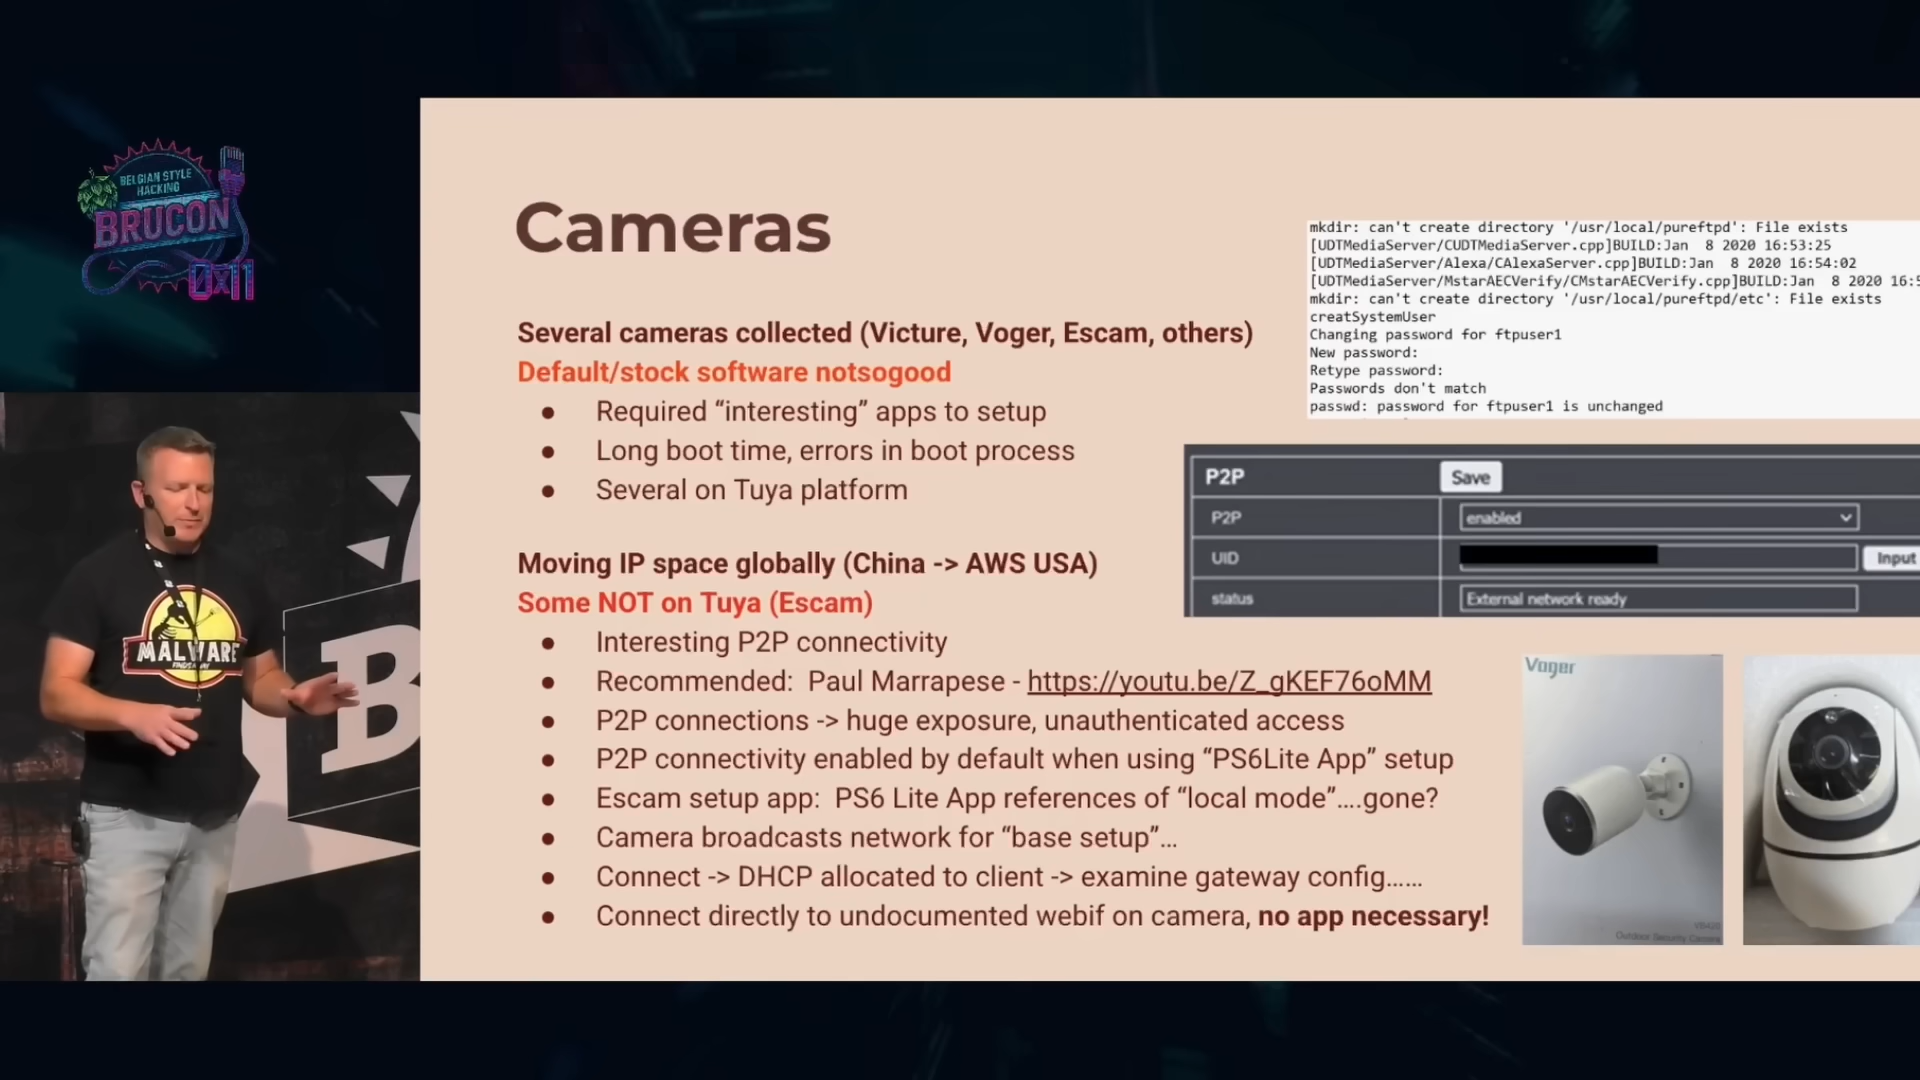 BELGIAN STYLE
HACKING
BRUCON
0x11
MALWARE
B
Cameras
Several cameras collected (Victure, Voger, Escam, others)
Default/stock software notsogood
● Required “interesting” apps to setup
● Long boot time, errors in boot process
● Several on Tuya platform
Moving IP space globally (China -> AWS USA)
Some NOT on Tuya (Escam)
● Interesting P2P connectivity
● Recommended: Paul Marrapese - https://youtu.be/Z_gKEF76oMM
● P2P connections -> huge exposure, unauthenticated access
● P2P connectivity enabled by default when using “PS6Lite App” setup
● Escam setup app: PS6 Lite App references of “local mode”....gone?
● Camera broadcasts network for “base setup”...
● Connect -> DHCP allocated to client -> examine gateway config......
● Connect directly to undocumented webif on camera, no app necessary!
mkdir: can't create directory '/usr/local/pureftpd': File exists
[UDTMediaServer/CUDTMediaServer.cpp]BUILD:Jan  8 2020 16:53:25
[UDTMediaServer/Alexa/CAlexaServer.cpp]BUILD:Jan  8 2020 16:54:02
[UDTMediaServer/MstarAECVerify/CMstarAECVerify.cpp]BUILD:Jan  8 2020 16:5
mkdir: can't create directory '/usr/local/pureftpd/etc': File exists
creatSystemUser
Changing password for ftpuser1
New password:
Retype password:
Passwords don't match
passwd: password for ftpuser1 is unchanged
P2P Save
P2P enabled
UID Input
status External network ready
Voger
Outdoor Security Camera